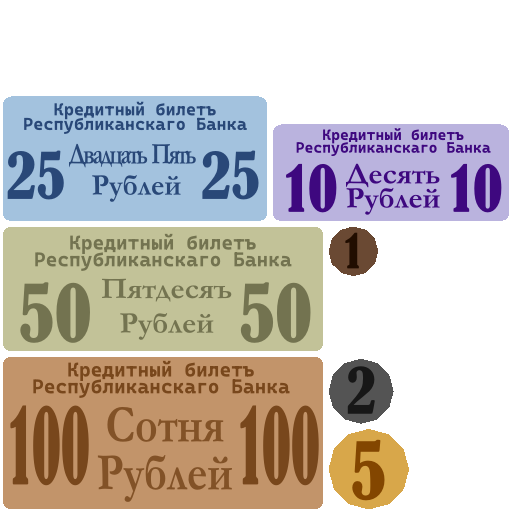 Кредитный билетъ
Республиканскаго Банка
25 Двадцать Пять 25
Рублей
Кредитный билетъ
Республиканскаго Банка
10 Десять 10
Рублей
Кредитный билетъ
Республиканскаго Банка
50 Пятдесяъ 50
Рублей
1
Кредитный билетъ
Республиканскаго Банка
100 Сотня 100
Рублей
2
5